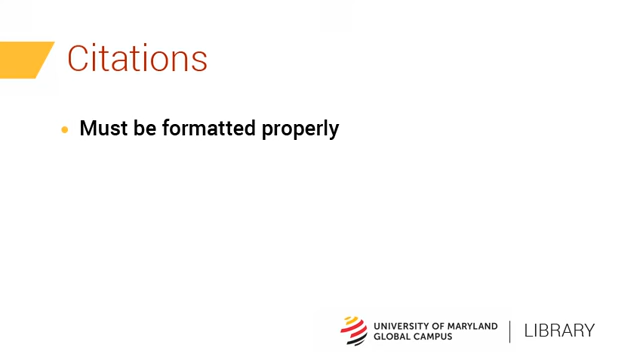 Citations
• Must be formatted properly
UNIVERSITY OF MARYLAND
GLOBAL CAMPUS
LIBRARY